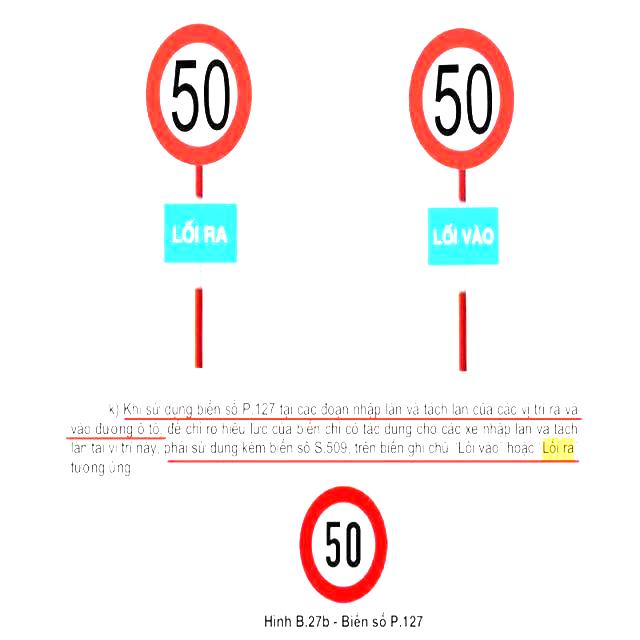 50 50
LỐI RA LỐI VÀO
k) Khi sử dụng biển số P.127 tại các đoạn nhập làn và tách làn của các vị trí ra và
vào đường ô tô, để chỉ rõ hiệu lực của biển chỉ có tác dụng cho các xe nhập làn và tách
làn tại vị trí này, phải sử dụng kèm biển số S.509, trên biển ghi chữ "Lối vào" hoặc "Lối ra"
tương ứng.
50
Hình B.27b - Biển số P.127